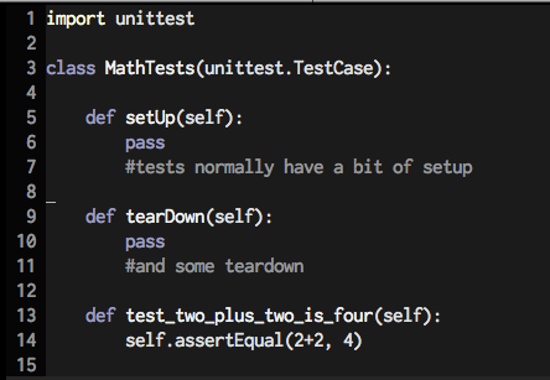 1 import unittest
2
3 class MathTests(unittest.TestCase):
4
5     def setUp(self):
6         pass
7         #tests normally have a bit of setup
8
9     def tearDown(self):
10         pass
11         #and some teardown
12
13     def test_two_plus_two_is_four(self):
14         self.assertEqual(2+2, 4)
15